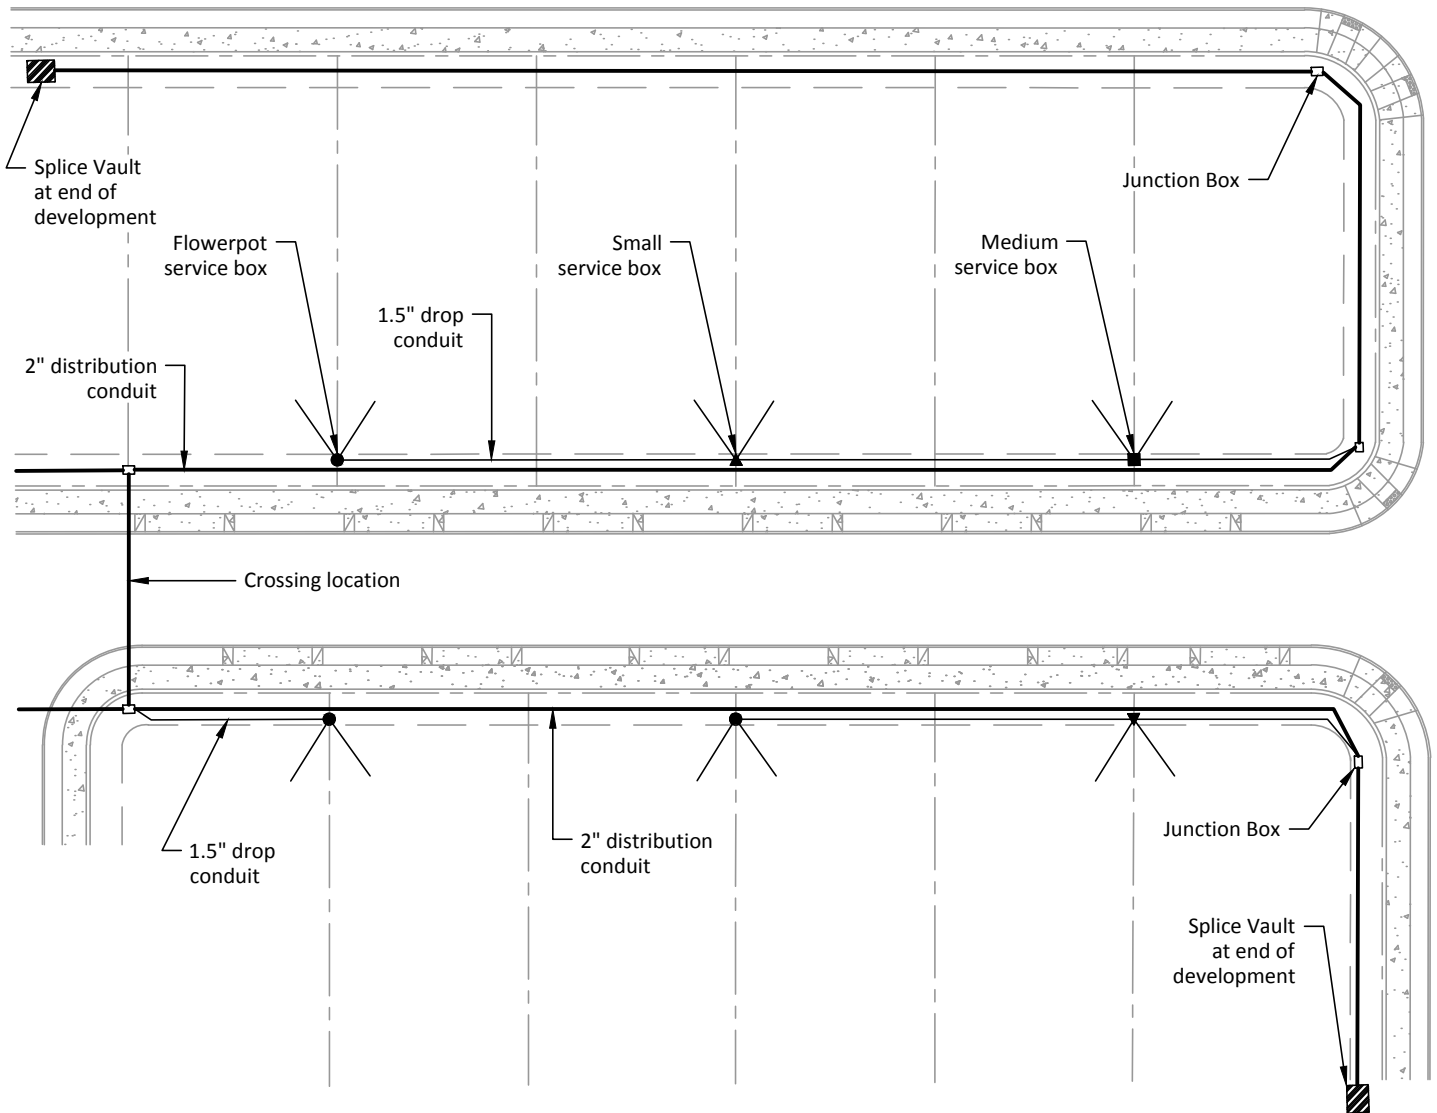 Splice Vault
at end of
development
Junction Box
Flowerpot
service box
Small
service box
Medium
service box
1.5" drop
conduit
2" distribution
conduit
Crossing location
1.5" drop
conduit
2" distribution
conduit
Junction Box
Splice Vault
at end of
development